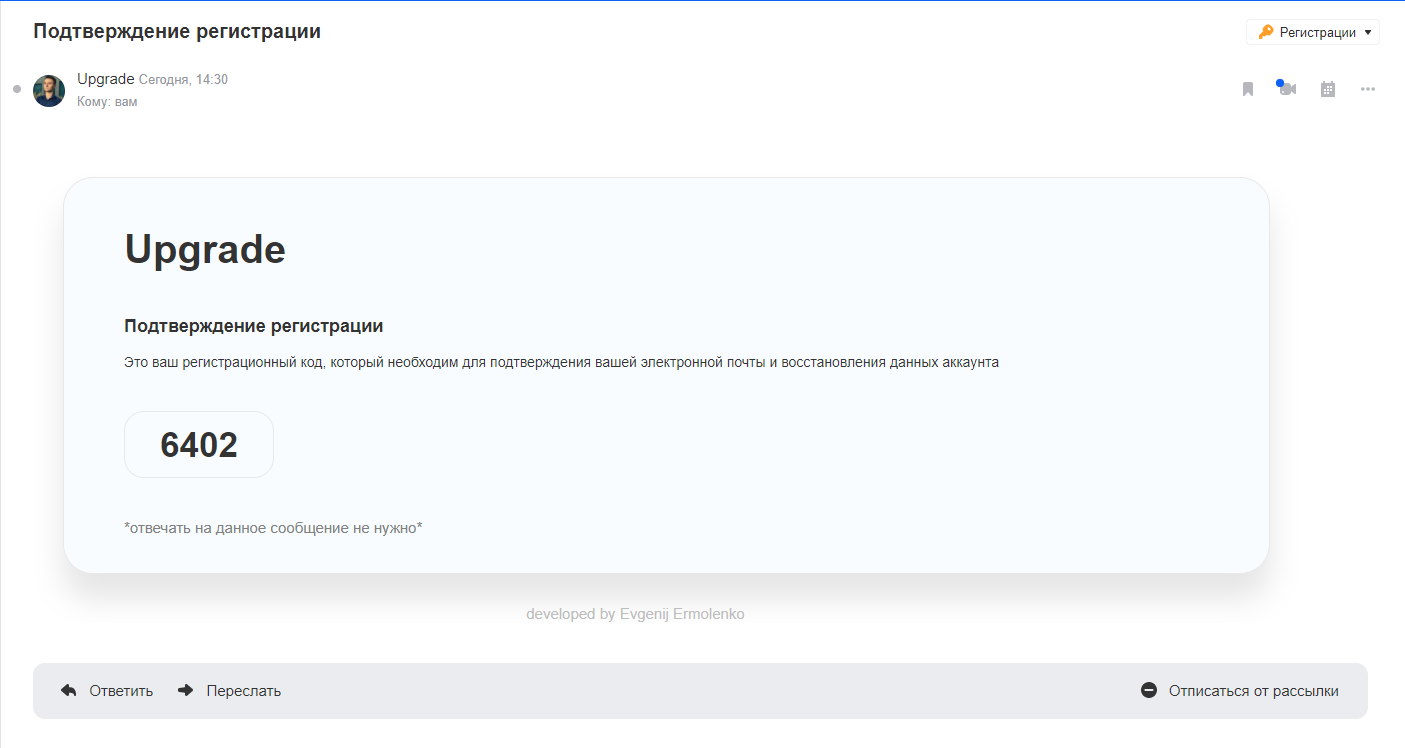 Подтверждение регистрации
Регистрации
Upgrade Сегодня, 14:30
Кому: вам
Upgrade
Подтверждение регистрации
Это ваш регистрационный код, который необходим для подтверждения вашей электронной почты и восстановления данных аккаунта
6402
*отвечать на данное сообщение не нужно*
developed by Evgenij Ermolenko
Ответить Переслать Отписаться от рассылки